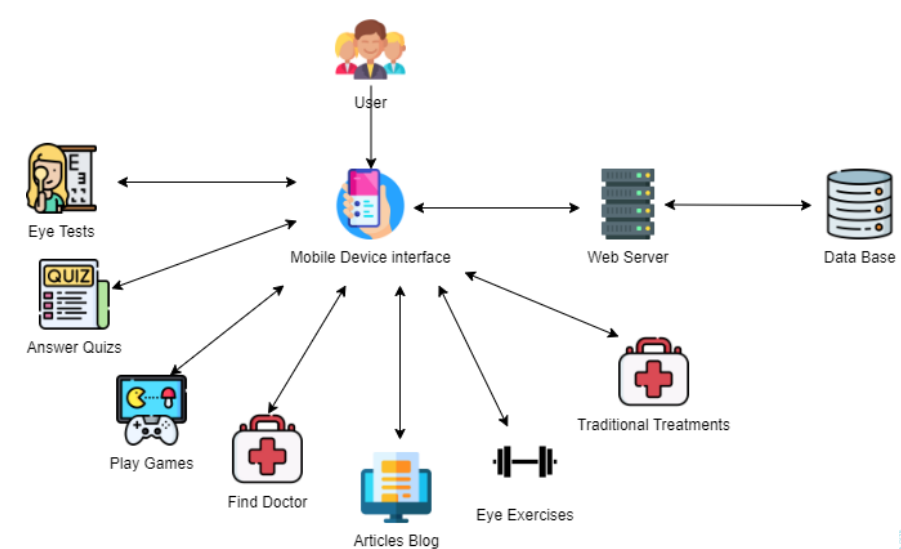 User
Eye Tests
Mobile Device interface
Web Server
Data Base
QUIZ
Answer Quizs
Traditional Treatments
Play Games
Find Doctor
Eye Exercises
Articles Blog